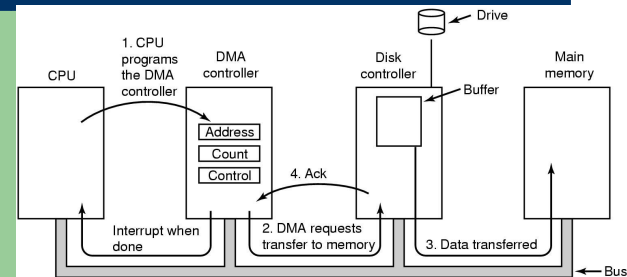 Drive
1. CPU
programs
the DMA
controller
CPU
DMA
controller
Disk
controller
Main
memory
Buffer
Address
Count
Control
4. Ack
Interrupt when
done
2. DMA requests
transfer to memory
3. Data transferred
Bus